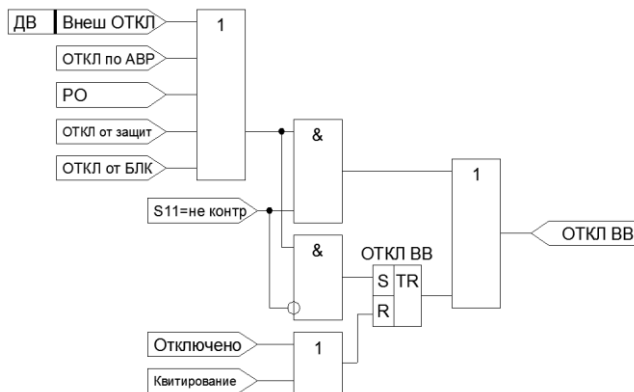 ДВ Внеш ОТКЛ
1
ОТКЛ по АВР
РО
ОТКЛ от защит
&
ОТКЛ от БЛК
1
S11=не контр
ОТКЛ ВВ
&
ОТКЛ ВВ
S TR
R
Отключено
1
Квитирование